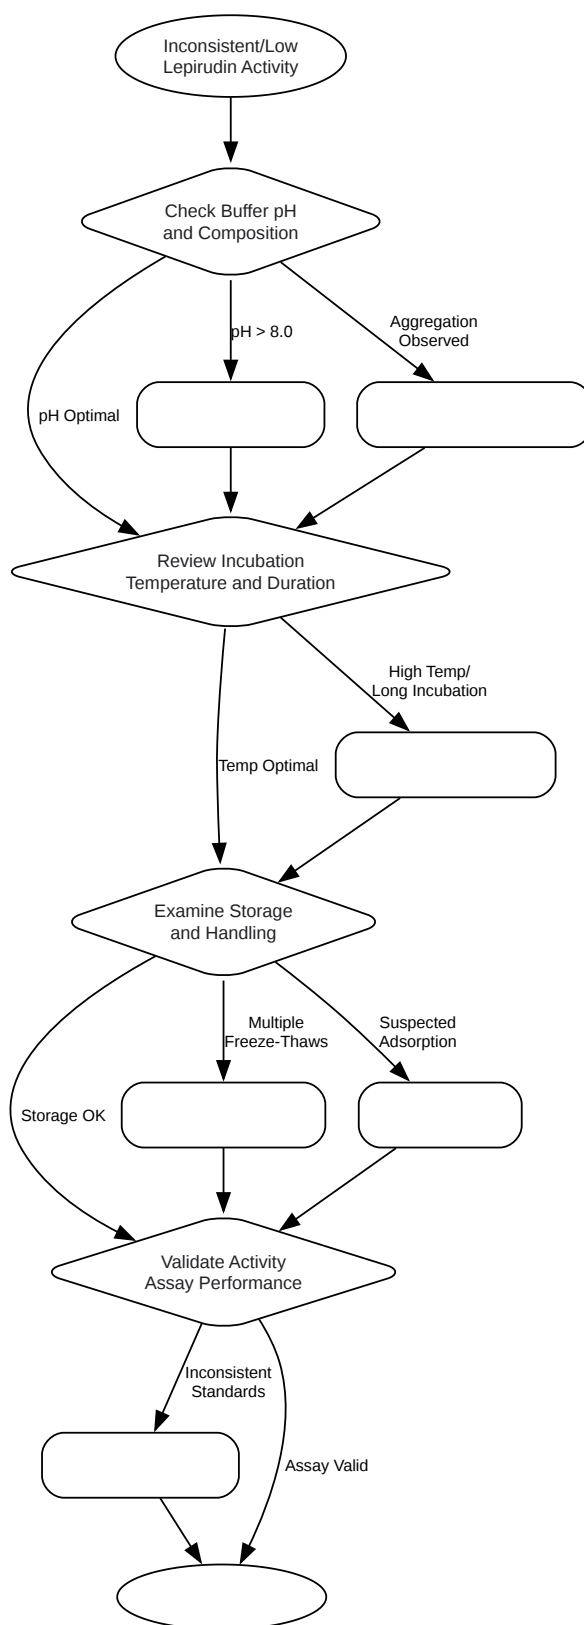 Inconsistent/Low
Lepirudin Activity
Check Buffer pH
and Composition
pH > 8.0
Aggregation
Observed
pH Optimal
Review Incubation
Temperature and Duration
High Temp/
Long Incubation
Temp Optimal
Examine Storage
and Handling
Multiple
Freeze-Thaws
Suspected
Adsorption
Storage OK
Validate Activity
Assay Performance
Inconsistent
Standards
Assay Valid